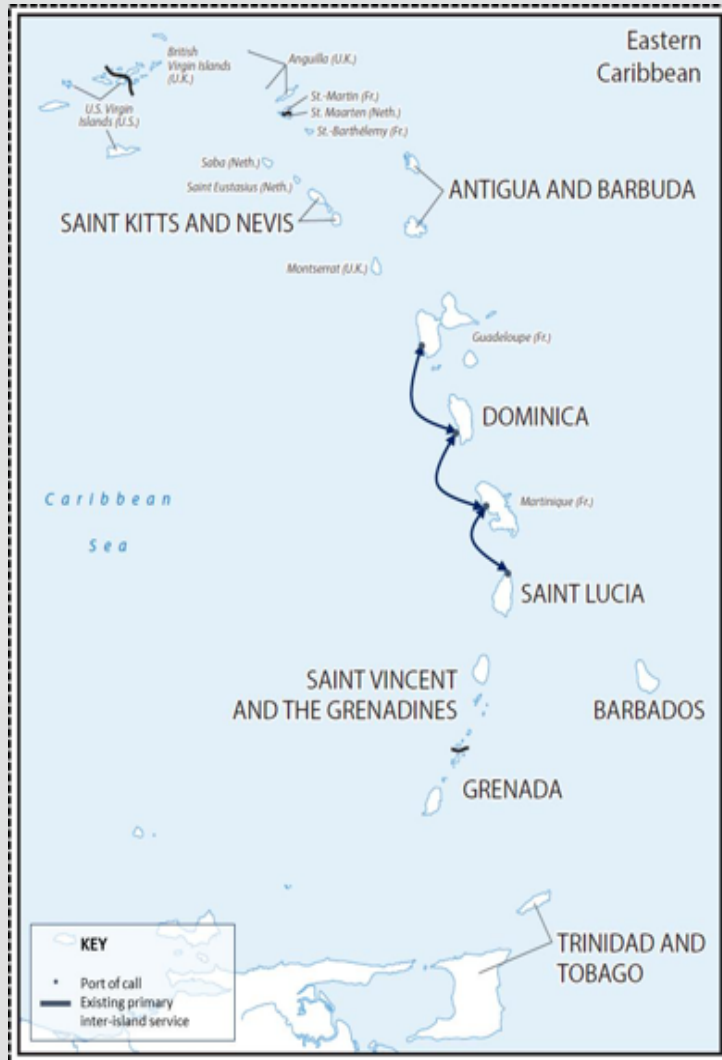 Eastern
Caribbean
British
Virgin Islands
(U.K.)
Anguilla (U.K.)
St.-Martin (Fr.)
St. Maarten (Neth.)
St.-Barthélemy (Fr.)
U.S. Virgin
Islands (U.S.)
Saba (Neth.)
Saint Eustasius (Neth.)
ANTIGUA AND BARBUDA
SAINT KITTS AND NEVIS
Montserrat (U.K.)
Guadeloupe (Fr.)
DOMINICA
Caribbean
Sea
Martinique (Fr.)
SAINT LUCIA
SAINT VINCENT
AND THE GRENADINES
BARBADOS
GRENADA
TRINIDAD AND
TOBAGO
KEY
Port of call
Existing primary
inter-island service